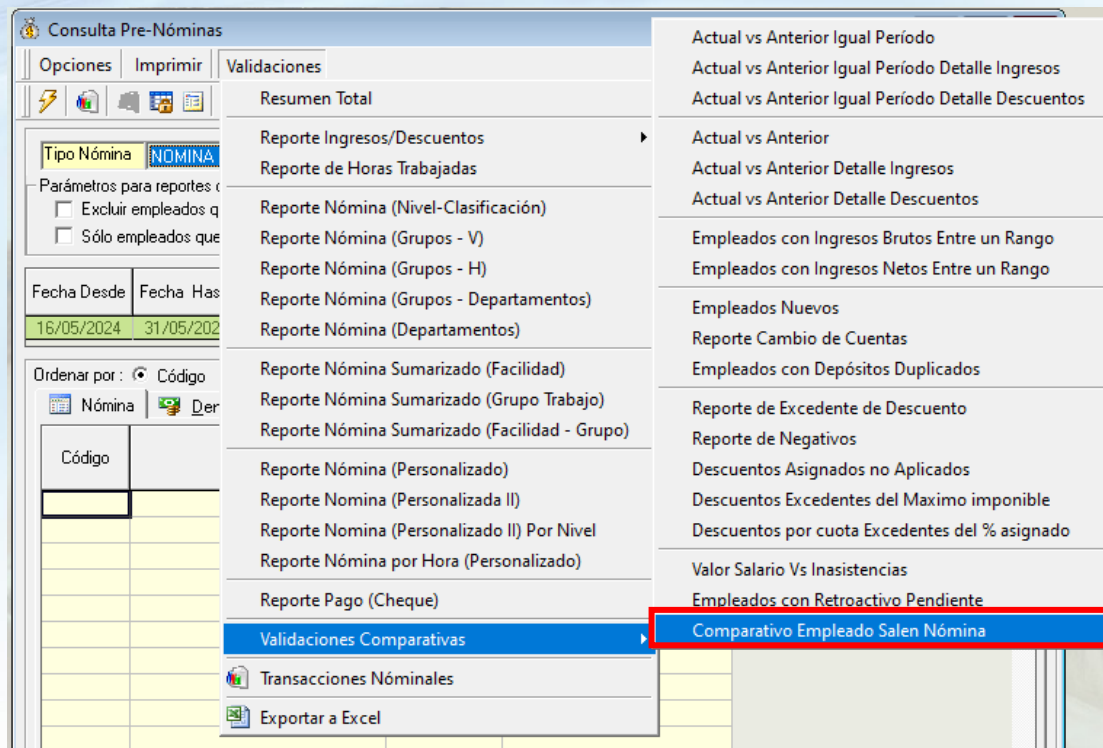 Consulta Pre-Nóminas
Opciones Imprimir Validaciones
Tipo Nómina NOMINA
Parámetros para reportes
Excluir empleados
Sólo empleados que
Fecha Desde Fecha Has
16/05/2024 31/05/202
Ordenar por : Código
Nómina Der
Código
Resumen Total
Reporte Ingresos/Descuentos
Reporte de Horas Trabajadas
Reporte Nómina (Nivel-Clasificación)
Reporte Nómina (Grupos - V)
Reporte Nómina (Grupos - H)
Reporte Nómina (Grupos - Departamentos)
Reporte Nómina (Departamentos)
Reporte Nómina Sumarizado (Facilidad)
Reporte Nómina Sumarizado (Grupo Trabajo)
Reporte Nómina Sumarizado (Facilidad - Grupo)
Reporte Nómina (Personalizado)
Reporte Nomina (Personalizada II)
Reporte Nomina (Personalizado II) Por Nivel
Reporte Nómina por Hora (Personalizado)
Reporte Pago (Cheque)
Validaciones Comparativas
Transacciones Nóminales
Exportar a Excel
Actual vs Anterior Igual Período
Actual vs Anterior Igual Período Detalle Ingresos
Actual vs Anterior Igual Período Detalle Descuentos
Actual vs Anterior
Actual vs Anterior Detalle Ingresos
Actual vs Anterior Detalle Descuentos
Empleados con Ingresos Brutos Entre un Rango
Empleados con Ingresos Netos Entre un Rango
Empleados Nuevos
Reporte Cambio de Cuentas
Empleados con Depósitos Duplicados
Reporte de Excedente de Descuento
Reporte de Negativos
Descuentos Asignados no Aplicados
Descuentos Excedentes del Maximo imponible
Descuentos por cuota Excedentes del % asignado
Valor Salario Vs Inasistencias
Empleados con Retroactivo Pendiente
Comparativo Empleado Salen Nómina